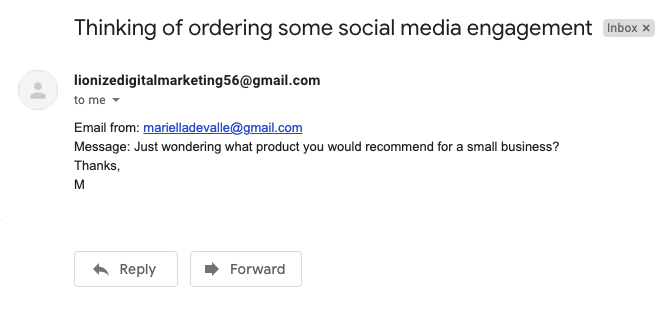 Thinking of ordering some social media engagement Inbox ×
lionizedigitalmarketing56@gmail.com
to me
Email from: marielladevalle@gmail.com
Message: Just wondering what product you would recommend for a small business?
Thanks,
M
Reply Forward